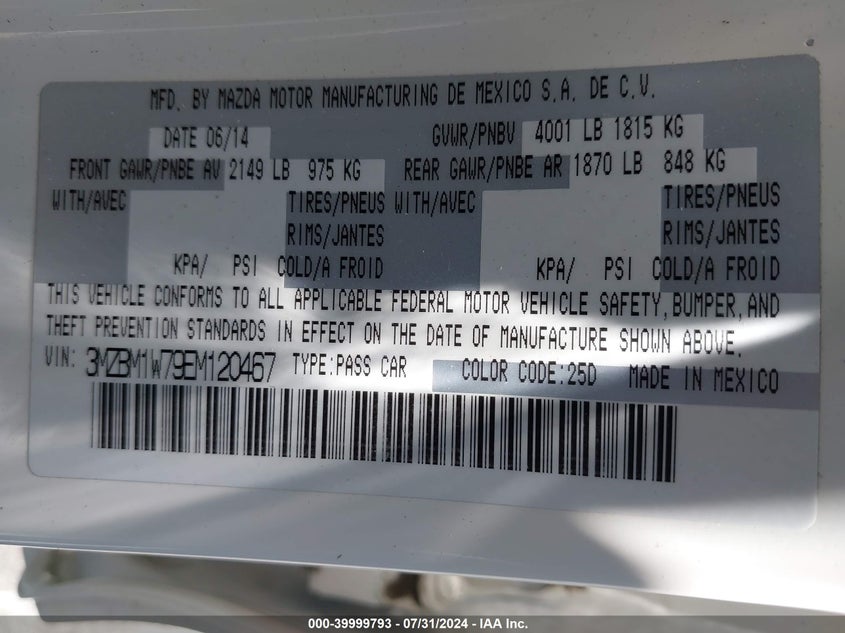 MFD. BY MAZDA MOTOR MANUFACTURING DE MEXICO S.A. DE C.V.
DATE 06/14 GVWR/PNBV 4001 LB 1815 KG
FRONT GAWR/PNBE AV 2149 LB 975 KG REAR GAWR/PNBE AR 1870 LB 848 KG
WITH/AVEC TIRES/PNEUS WITH/AVEC TIRES/PNEUS
RIMS/JANTES RIMS/JANTES
KPA/ PSI COLD/A FROID KPA/ PSI COLD/A FROID
THIS VEHICLE CONFORMS TO ALL APPLICABLE FEDERAL MOTOR VEHICLE SAFETY, BUMPER, AND
THEFT PREVENTION STANDARDS IN EFFECT ON THE DATE OF MANUFACTURE SHOWN ABOVE.
VIN: 3MZBM1W79EM120467 TYPE:PASS CAR COLOR CODE:25D MADE IN MEXICO
000-39999793 - 07/31/2024 - IAA Inc.